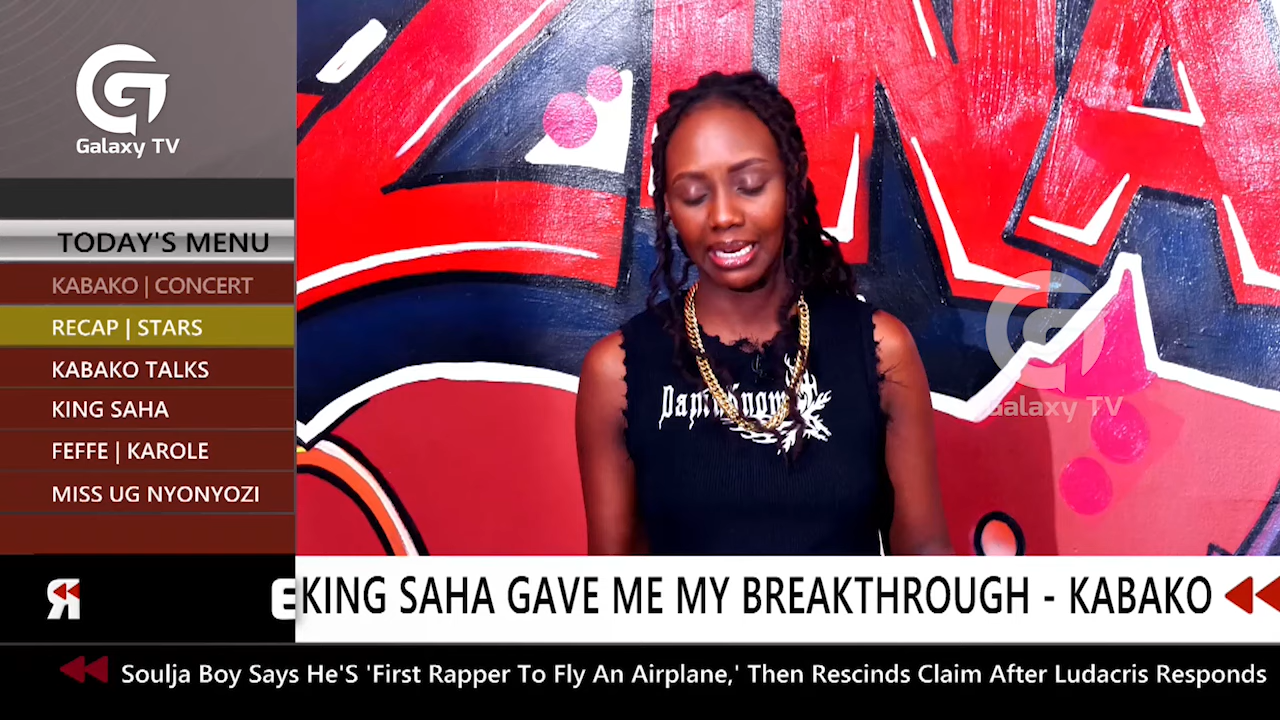 Galaxy TV
TODAY'S MENU
KABAKO | CONCERT
RECAP | STARS
KABAKO TALKS
KING SAHA
FEFFE | KAROLE
MISS UG NYONYOZI
Galaxy TV
KING SAHA GAVE ME MY BREAKTHROUGH - KABAKO
Soulja Boy Says He'S 'First Rapper To Fly An Airplane,' Then Rescinds Claim After Ludacris Responds